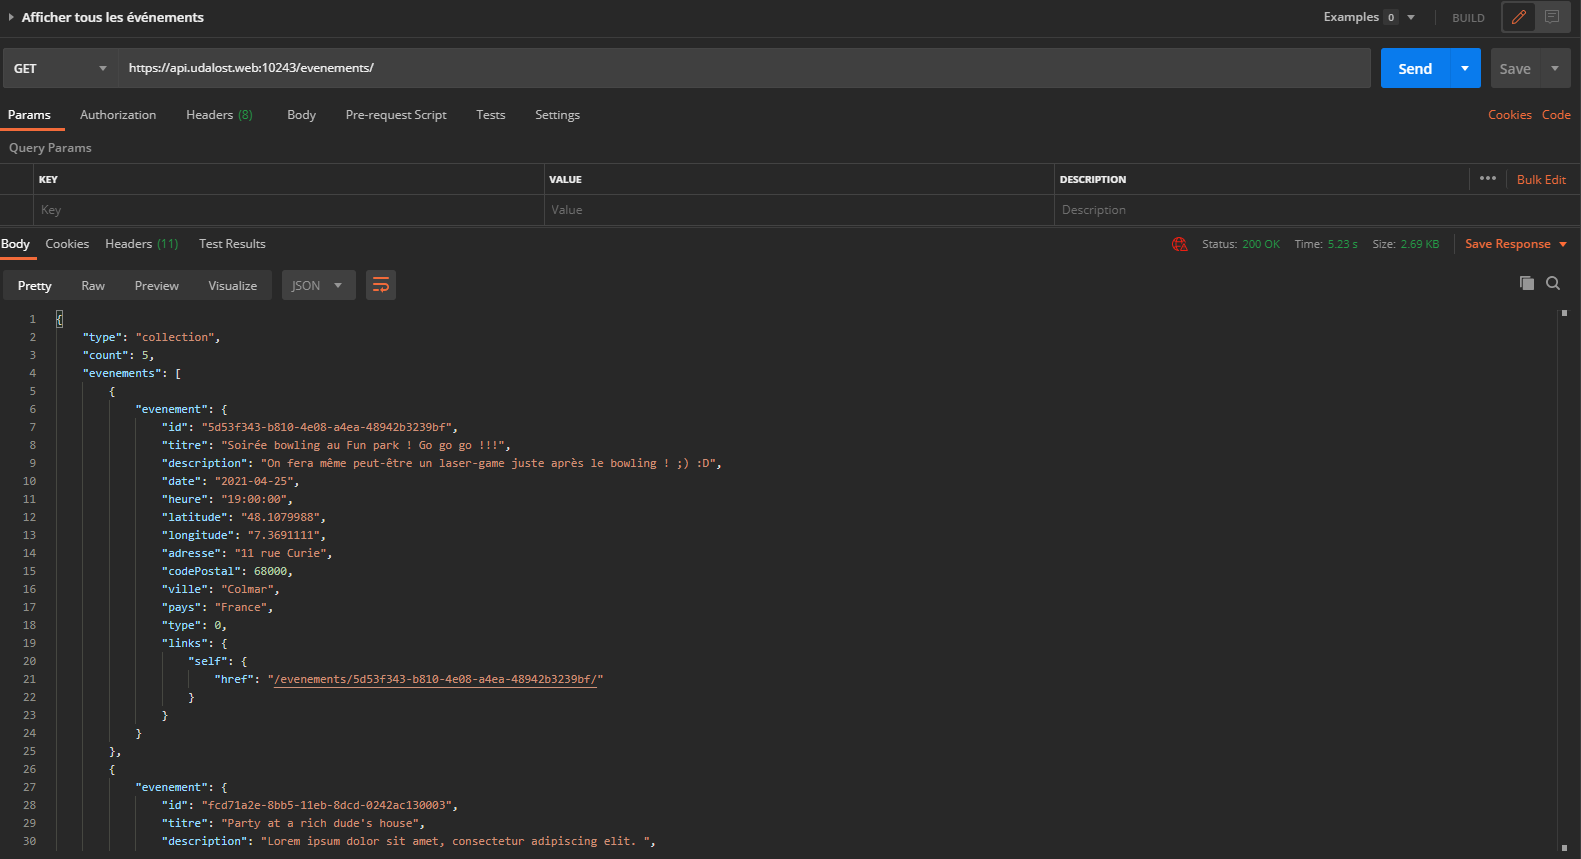 Afficher tous les événements
Examples 0 BUILD
GET https://api.udalost.web:10243/evenements/ Send Save
Params Authorization Headers (8) Body Pre-request Script Tests Settings Cookies Code
Query Params
KEY VALUE DESCRIPTION ••• Bulk Edit
Key Value Description
Body Cookies Headers (11) Test Results Status: 200 OK Time: 5.23 s Size: 2.69 KB Save Response
Pretty Raw Preview Visualize JSON
1 {
2 "type": "collection",
3 "count": 5,
4 "evenements": [
5 {
6 "evenement": {
7 "id": "5d53f343-b810-4e08-a4ea-48942b3239bf",
8 "titre": "Soirée bowling au Fun park ! Go go go !!!",
9 "description": "On fera même peut-être un laser-game juste après le bowling ! ;) :D",
10 "date": "2021-04-25",
11 "heure": "19:00:00",
12 "latitude": "48.1079988",
13 "longitude": "7.3691111",
14 "adresse": "11 rue Curie",
15 "codePostal": 68000,
16 "ville": "Colmar",
17 "pays": "France",
18 "type": 0,
19 "links": {
20 "self": {
21 "href": "/evenements/5d53f343-b810-4e08-a4ea-48942b3239bf/"
22 }
23 }
24 }
25 },
26 {
27 "evenement": {
28 "id": "fcd71a2e-8bb5-11eb-8dcd-0242ac130003",
29 "titre": "Party at a rich dude's house",
30 "description": "Lorem ipsum dolor sit amet, consectetur adipiscing elit. ",